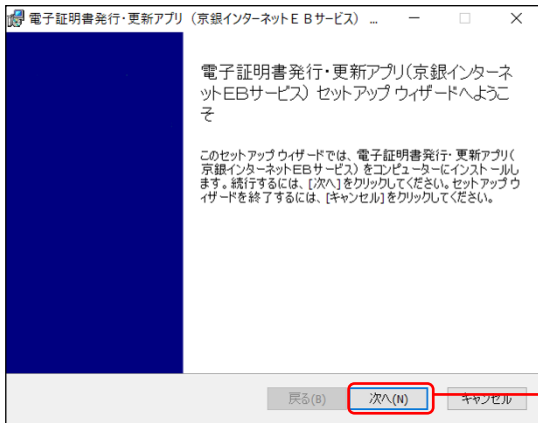 電子証明書発行・更新アプリ（京銀インターネットＥＢサービス） ...
電子証明書発行・更新アプリ(京銀インターネ
ットEBサービス) セットアップ ウィザードへようこ
そ
このセットアップ ウィザードでは、電子証明書発行・更新アプリ(
京銀インターネットEBサービス) をコンピューターにインストールし
ます。続行するには、[次へ] をクリックしてください。セットアップ ウ
ィザードを終了するには、[キャンセル] をクリックしてください。
戻る(B) 次へ(N) キャンセル